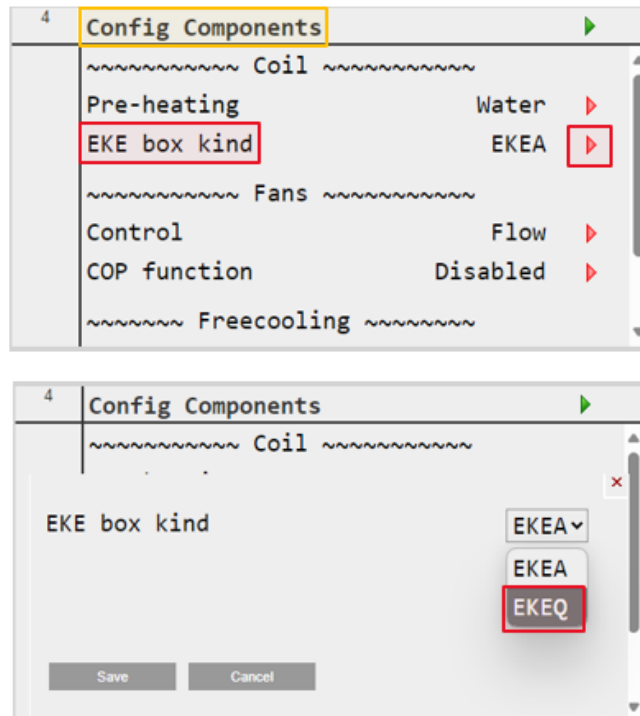 4
Config Components
~~~~~~~~~~~ Coil ~~~~~~~~~~~
Pre-heating Water
EKE box kind EKEA
~~~~~~~~~~~ Fans ~~~~~~~~~~~
Control Flow
COP function Disabled
~~~~~~~ Freecooling ~~~~~~~~
4
Config Components
~~~~~~~~~~~ Coil ~~~~~~~~~~~
EKE box kind EKEA
EKEA
EKEQ
Save Cancel